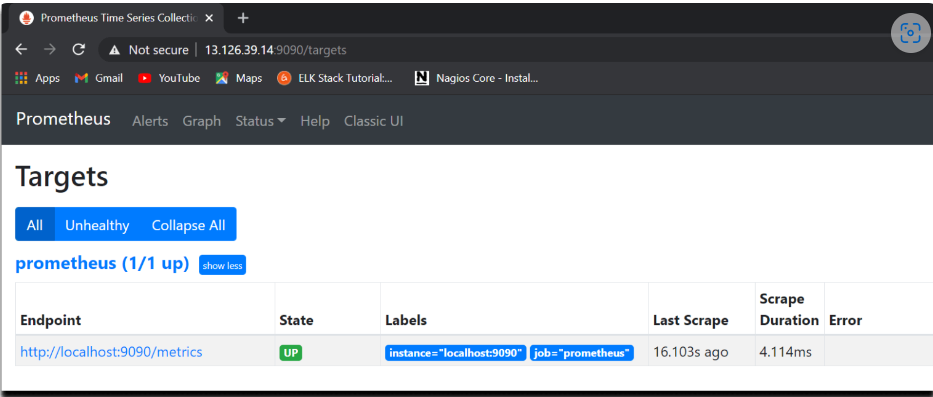 Prometheus Time Series Collectio
Not secure | 13.126.39.14:9090/targets
Apps Gmail YouTube Maps ELK Stack Tutorial:... Nagios Core - Instal...
Prometheus Alerts Graph Status Help Classic UI
Targets
All Unhealthy Collapse All
prometheus (1/1 up) show less
Endpoint State Labels Last Scrape Scrape Duration Error
http://localhost:9090/metrics UP instance="localhost:9090" job="prometheus" 16.103s ago 4.114ms